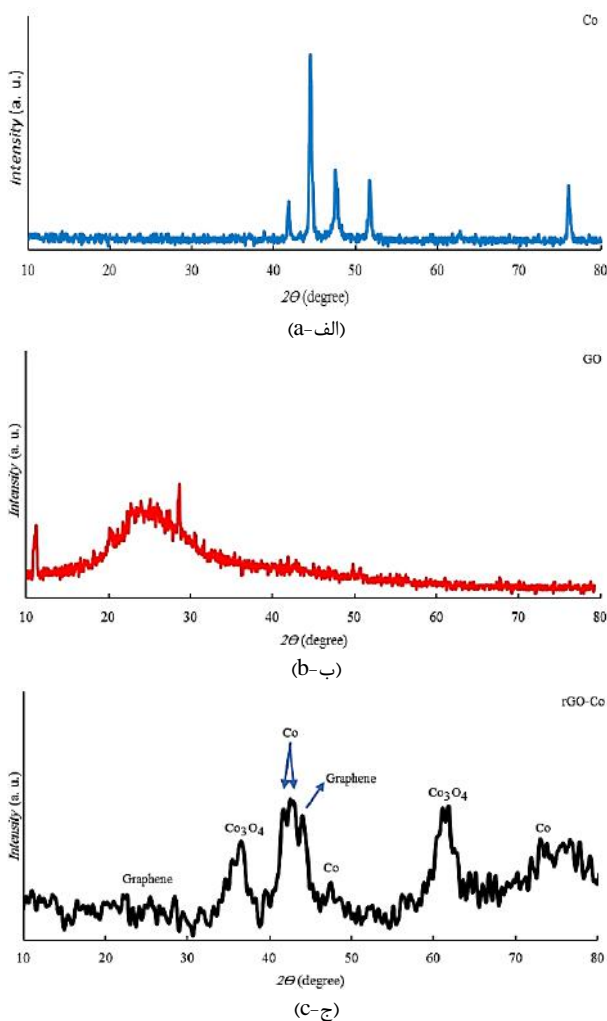 Co
Intensity (a. u.)
10 20 30 40 50 60 70 80
2Θ (degree)
(a-الف)
GO
Intensity (a. u.)
10 20 30 40 50 60 70 80
2Θ (degree)
(b-ب)
rGO-Co
Co
Graphene
Co₃O₄
Co₃O₄
Co
Co
Graphene
Intensity (a. u.)
10 20 30 40 50 60 70 80
2Θ (degree)
(c-ج)